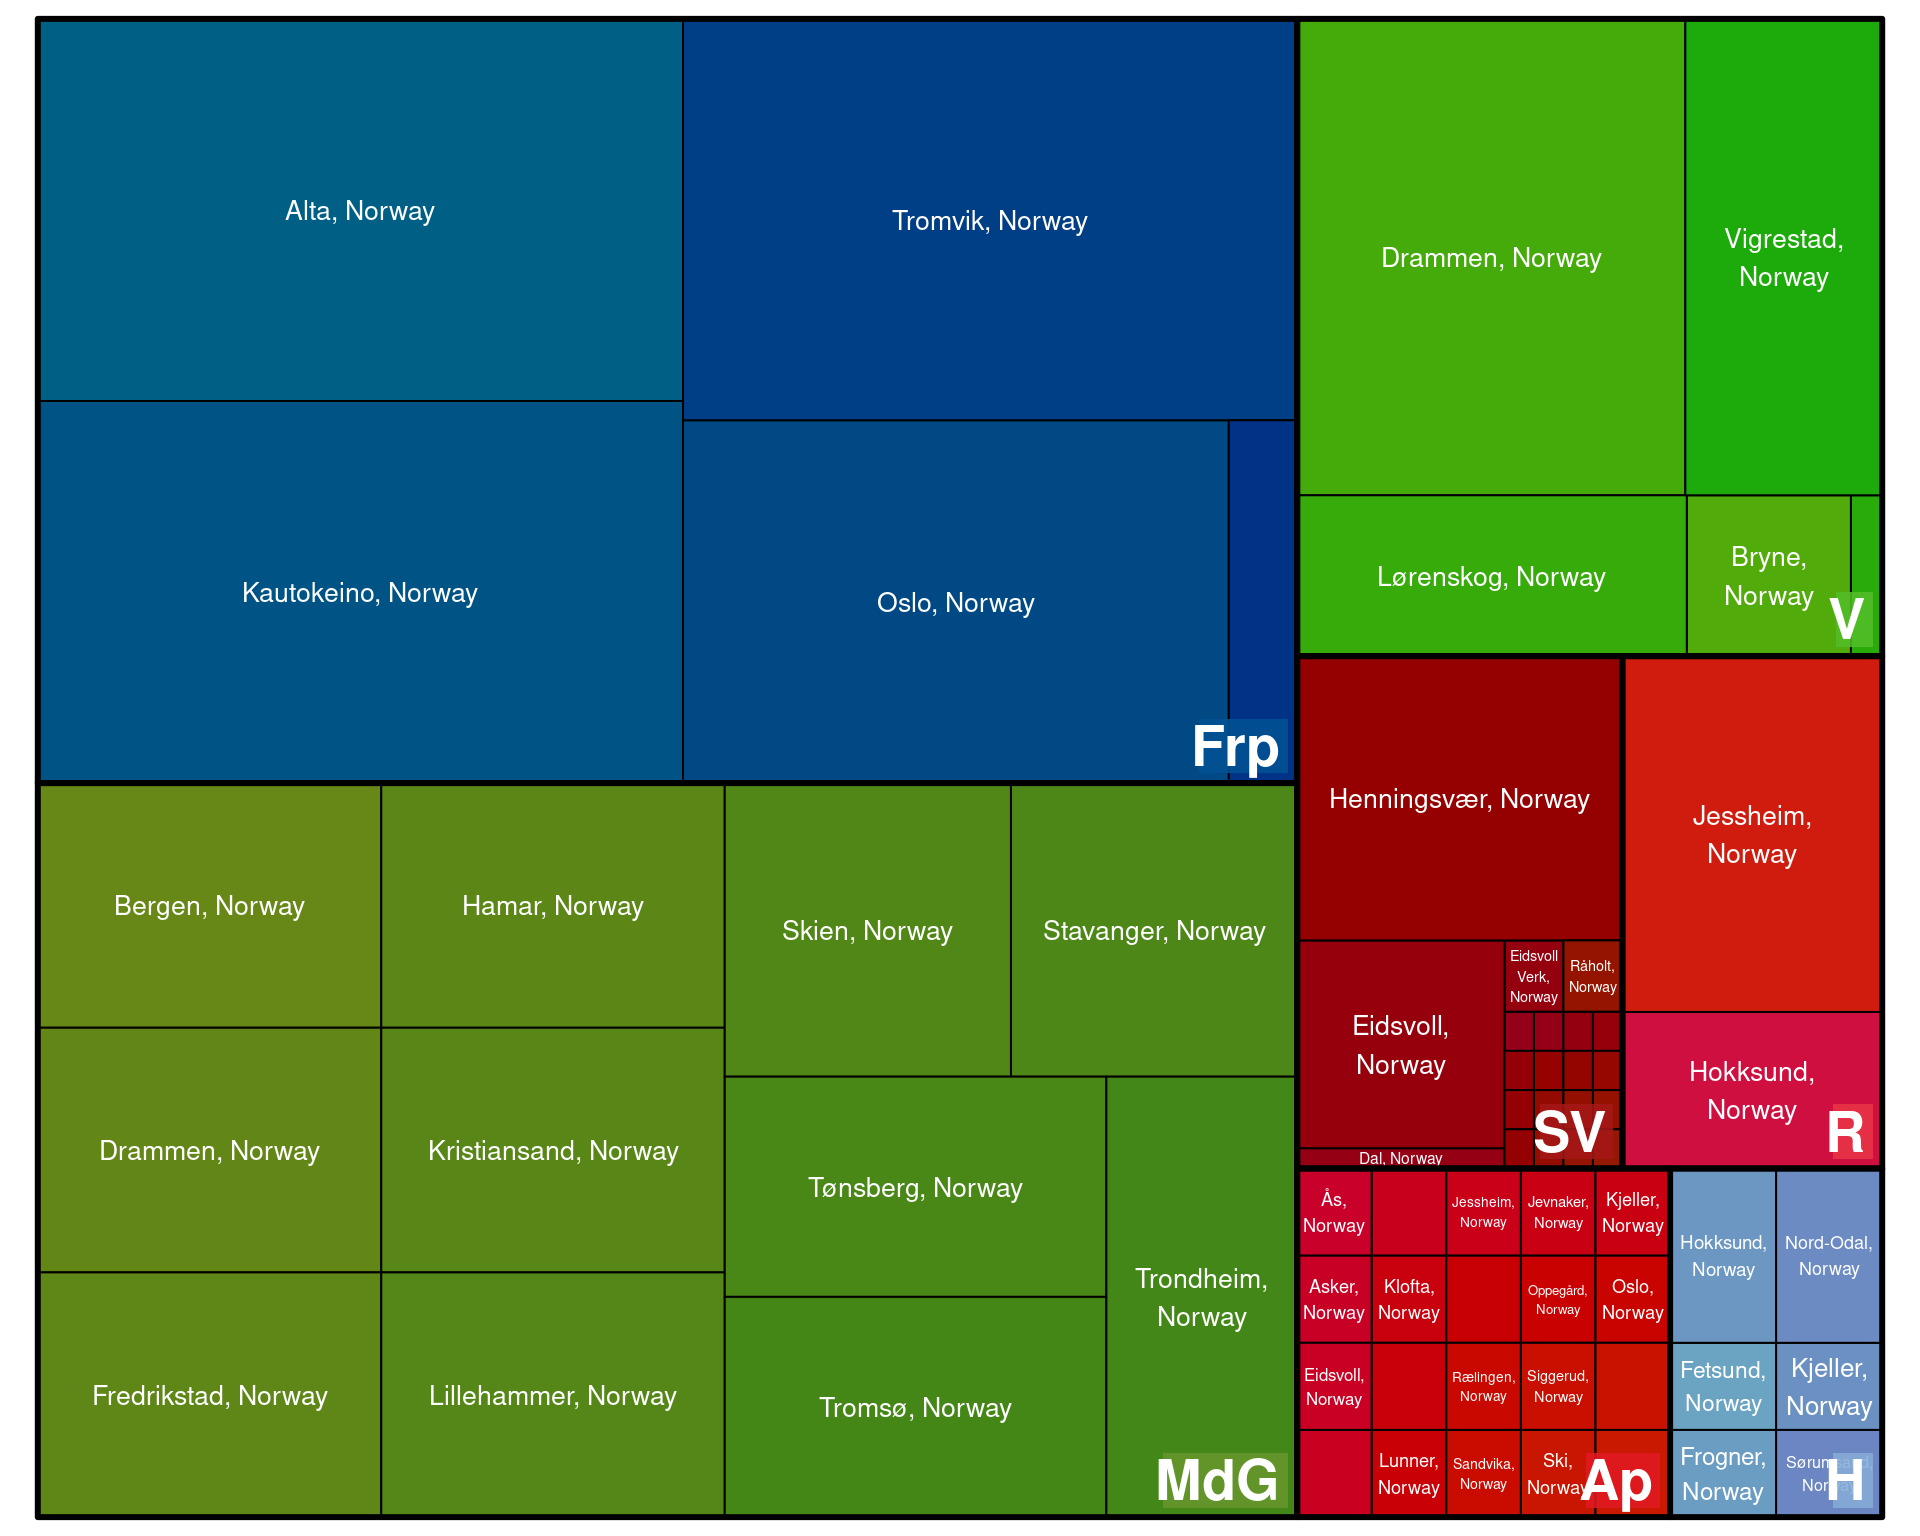 Alta, Norway
Tromvik, Norway
Kautokeino, Norway
Oslo, Norway
Frp
Drammen, Norway
Vigrestad,
Norway
Lørenskog, Norway
Bryne,
Norway
V
Bergen, Norway
Hamar, Norway
Skien, Norway
Stavanger, Norway
Drammen, Norway
Kristiansand, Norway
Tønsberg, Norway
Trondheim,
Norway
Fredrikstad, Norway
Lillehammer, Norway
Tromsø, Norway
MdG
Henningsvær, Norway
Eidsvoll,
Norway
Eidsvoll
Verk,
Norway
Råholt,
Norway
Dal, Norway
SV
Jessheim,
Norway
Hokksund,
Norway
R
Ås,
Norway
Jessheim,
Norway
Jevnaker,
Norway
Kjeller,
Norway
Asker,
Norway
Klofta,
Norway
Oppegård,
Norway
Oslo,
Norway
Eidsvoll,
Norway
Rælingen,
Norway
Siggerud,
Norway
Lunner,
Norway
Sandvika,
Norway
Ski,
Norway
Ap
Hokksund,
Norway
Nord-Odal,
Norway
Fetsund,
Norway
Kjeller,
Norway
Frogner,
Norway
Sørumsand,
Norway
H